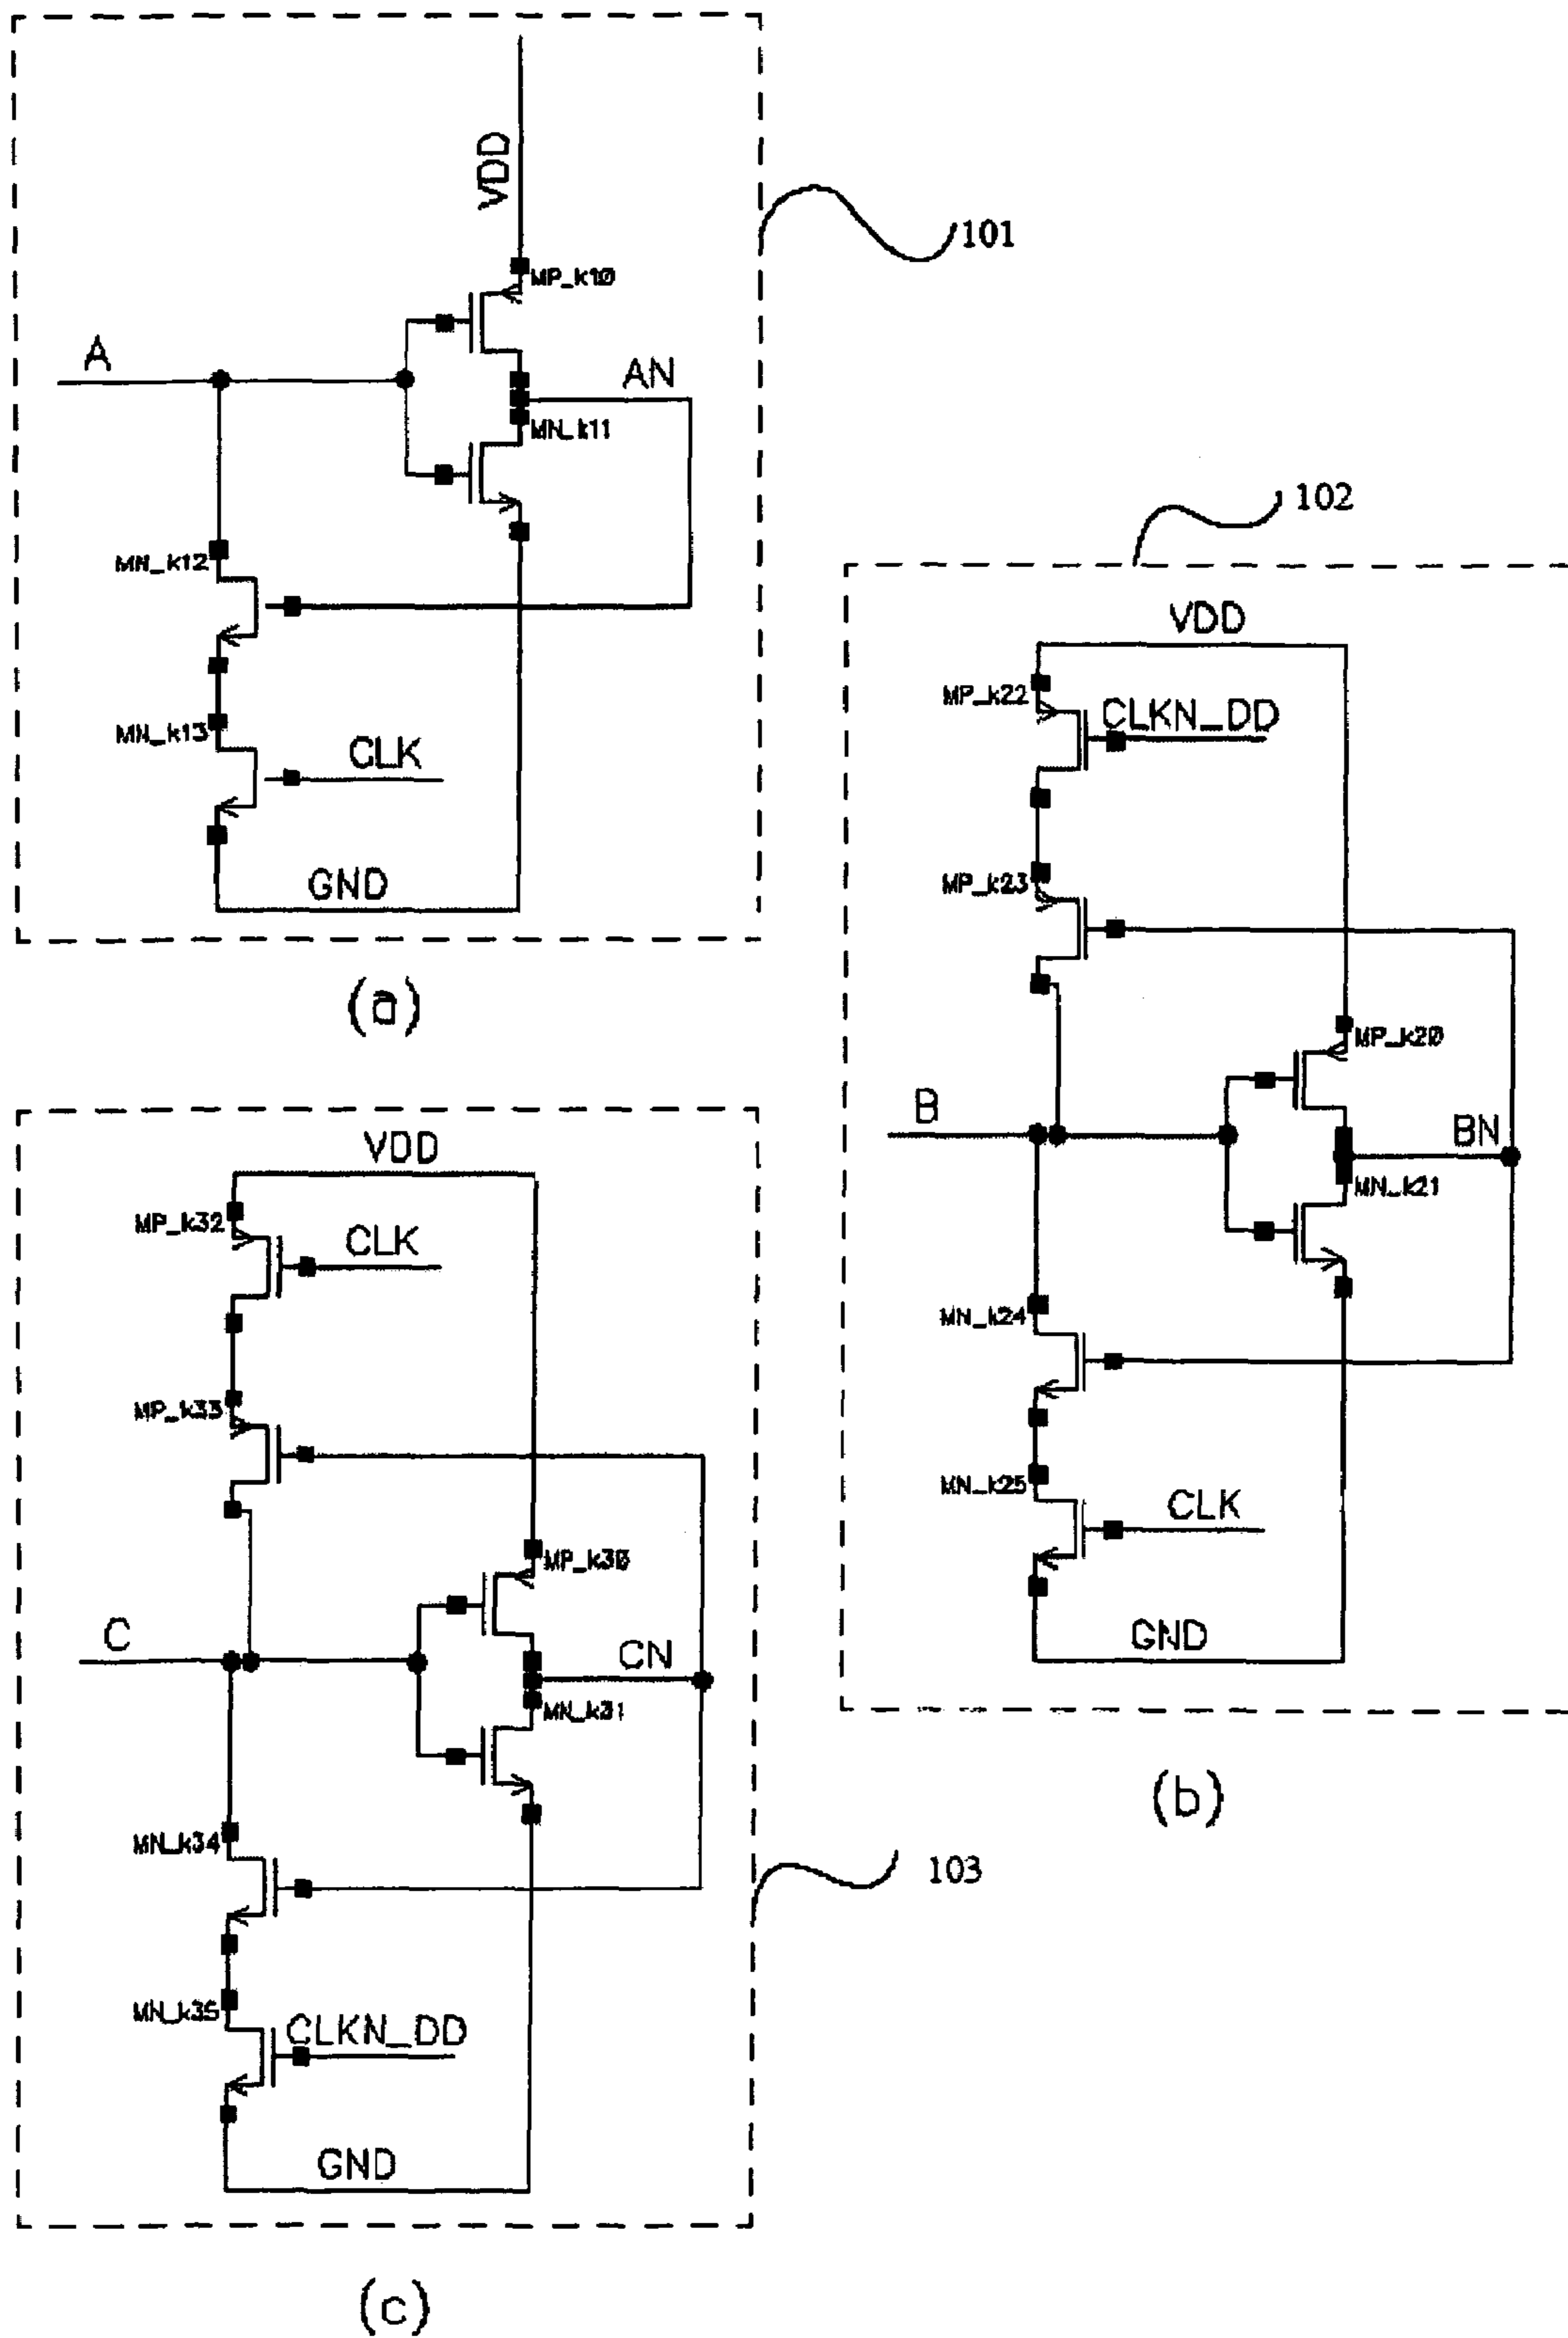 VDD
101
MP_k10
A
AN
MN_k11
MN_k12
MN_k13
CLK
GND
(a)
102
VDD
MP_k22
CLKN_DD
MP_k23
MP_k20
B
BN
MN_k21
MN_k24
MN_k25
CLK
GND
(b)
VDD
MP_k32
CLK
MP_k33
MP_k30
C
CN
MN_k31
MN_k34
103
MN_k35
CLKN_DD
GND
(c)